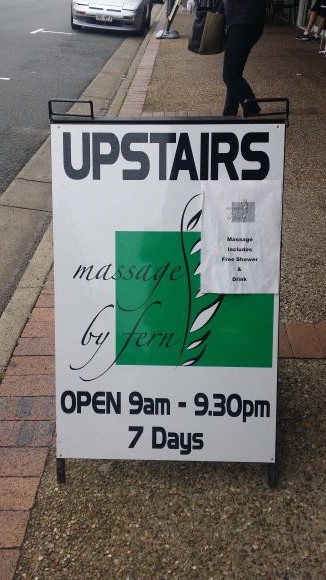 UPSTAIRS
Massage
Includes
Free Shower
&
Drink
massage
by fern
OPEN 9am - 9.30pm
7 Days